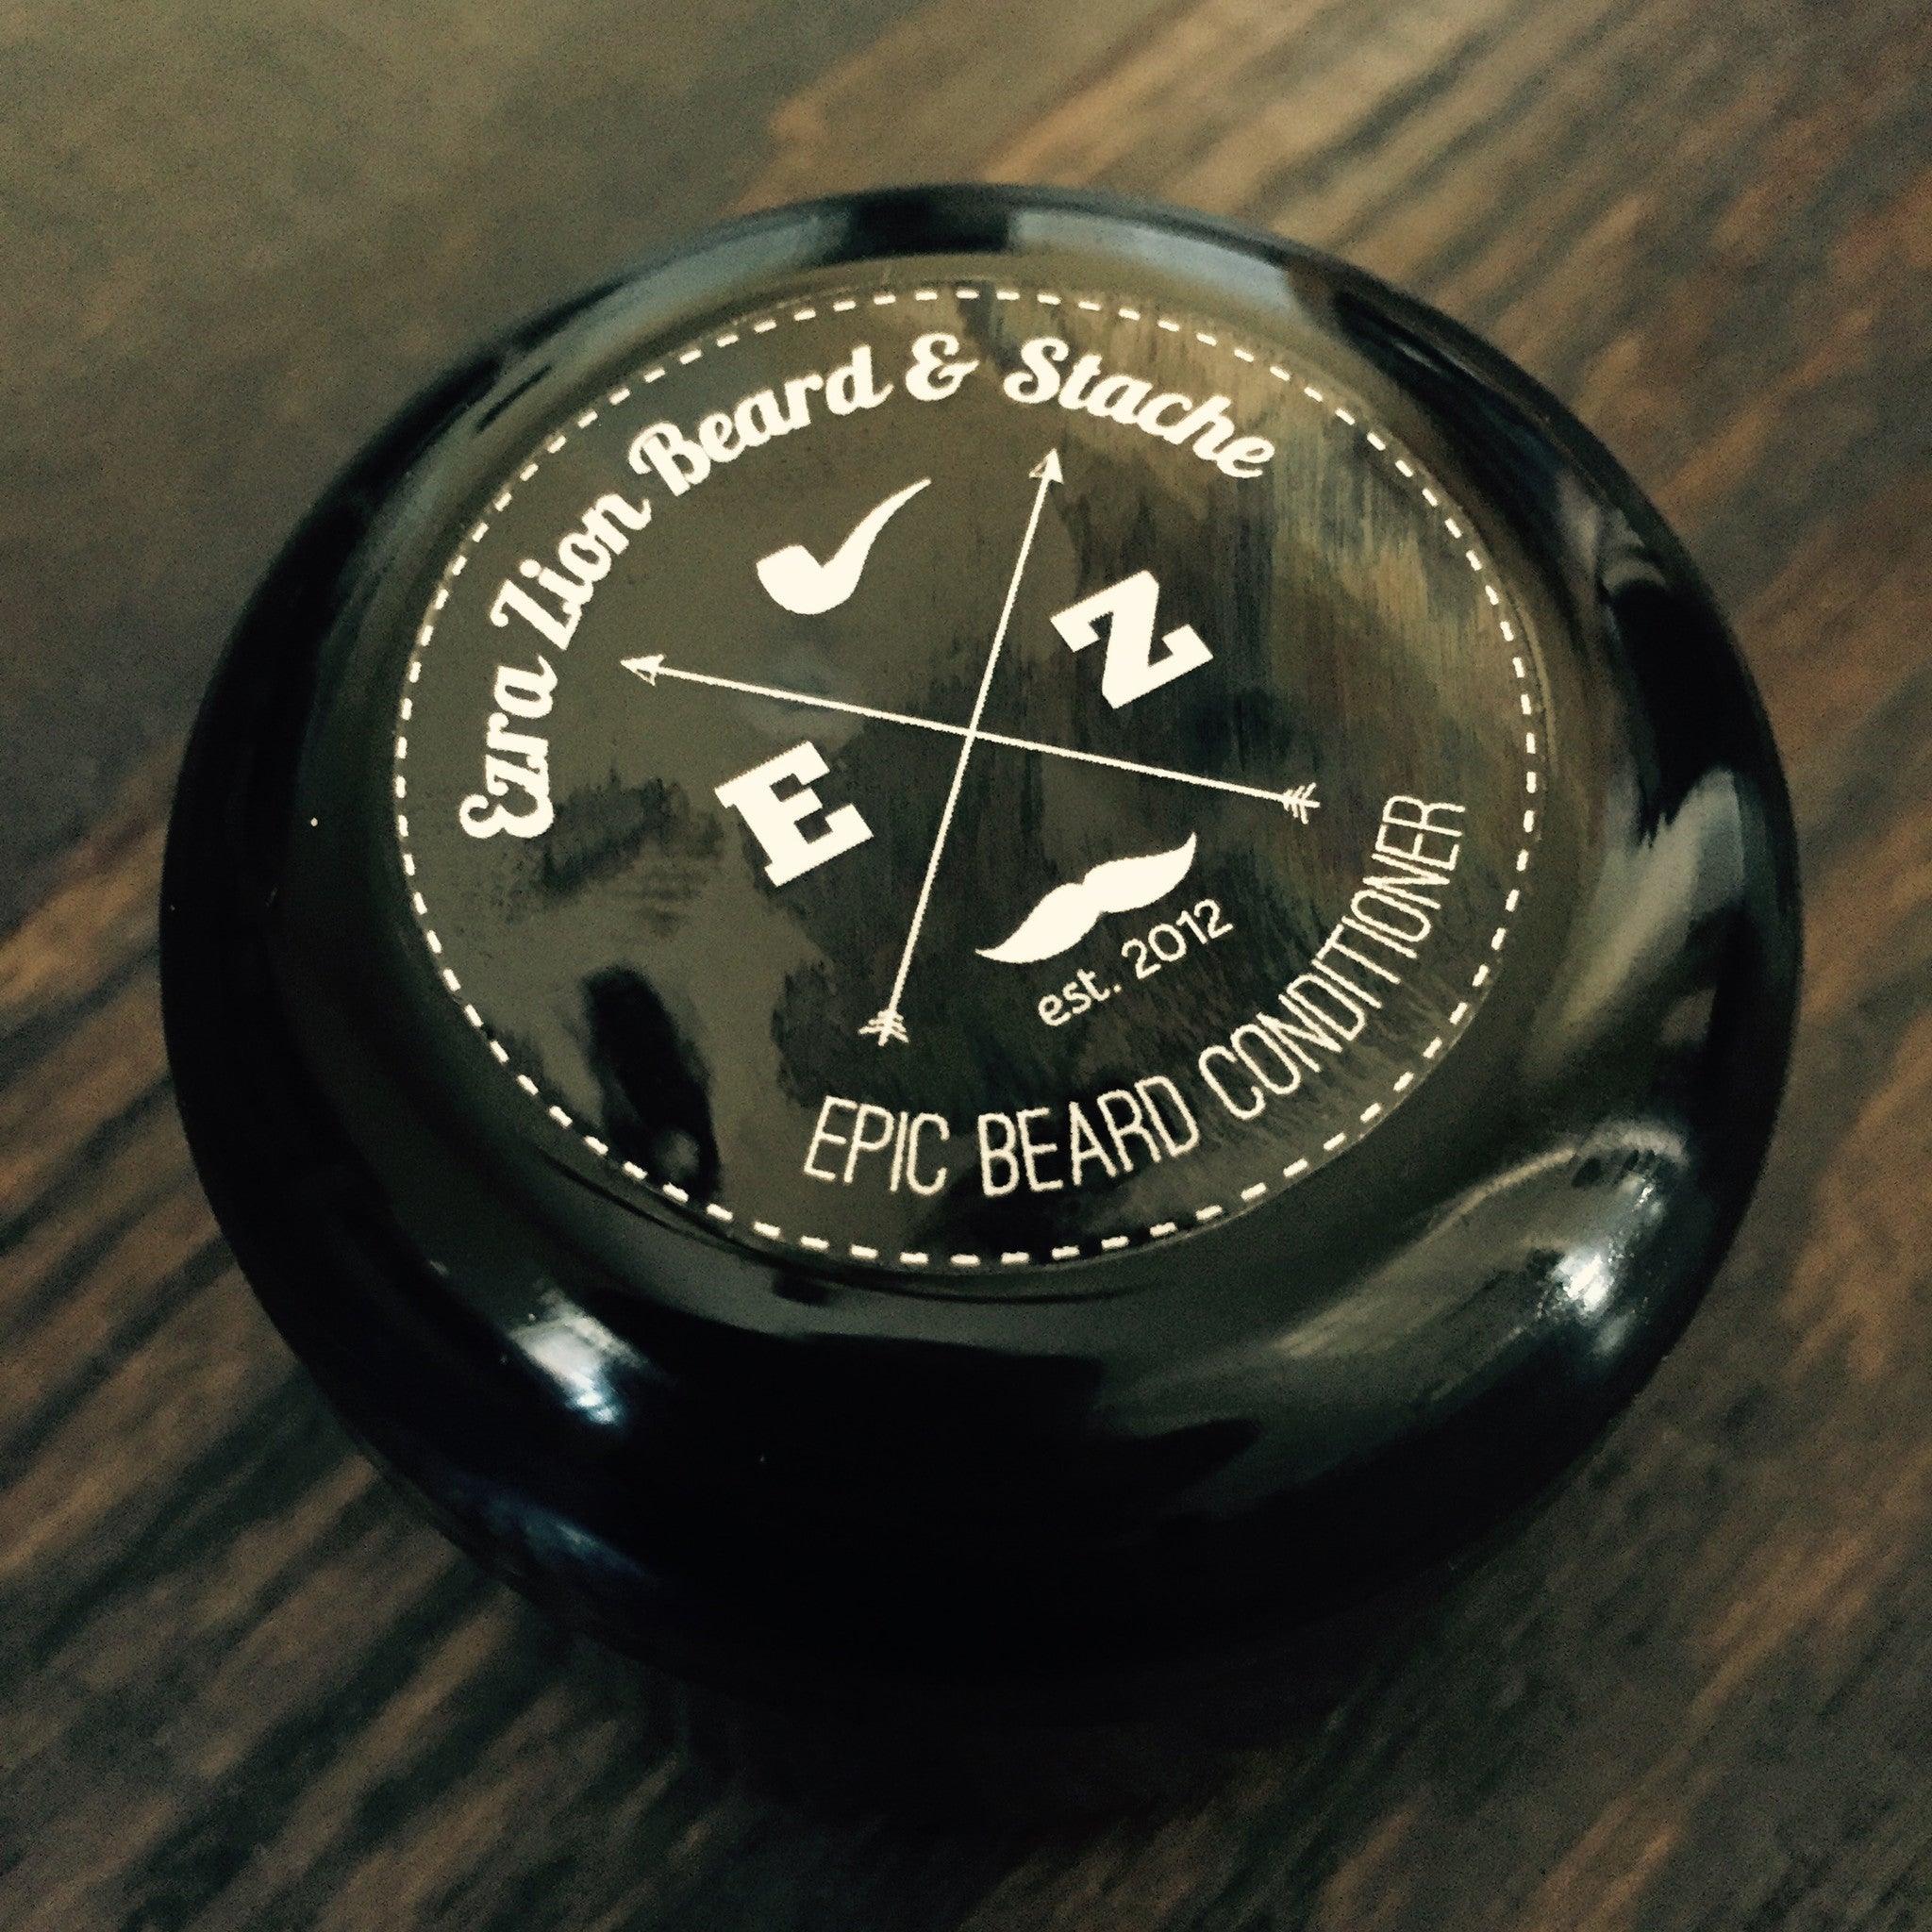 Ezra Zion Beard & Stache
E Z
est. 2012
EPIC BEARD CONDITIONER